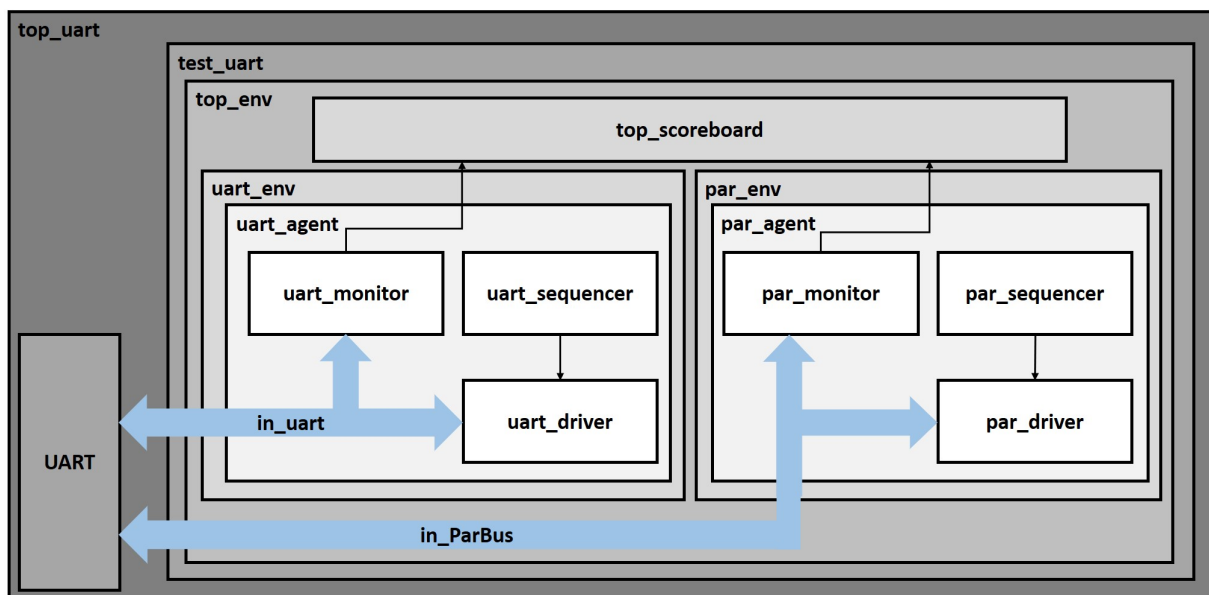 top_uart
test_uart
top_env
top_scoreboard
uart_env
par_env
uart_agent
par_agent
uart_monitor
uart_sequencer
par_monitor
par_sequencer
in_uart
uart_driver
par_driver
UART
in_ParBus